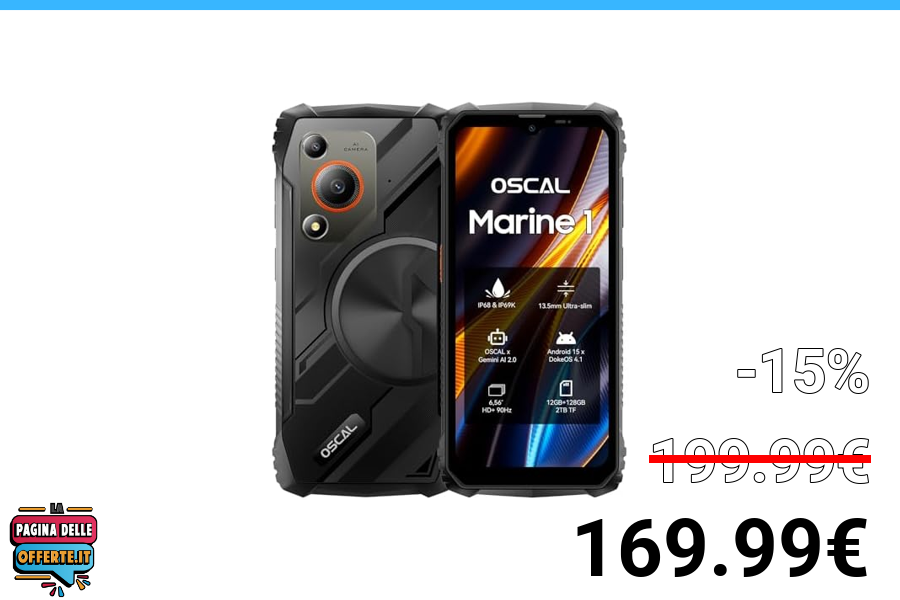 AI
CAMERA
OSCAL
OSCAL
Marine 1
IP68 & IP69K
13.5mm Ultra-slim
OSCAL x
Gemini AI 2.0
Android 15 x
DokeOS 4.1
6,56"
HD+ 90Hz
12GB+128GB
2TB TF
-15%
199.99€
169.99€
LA
PAGINA DELLE
OFFERTE.IT